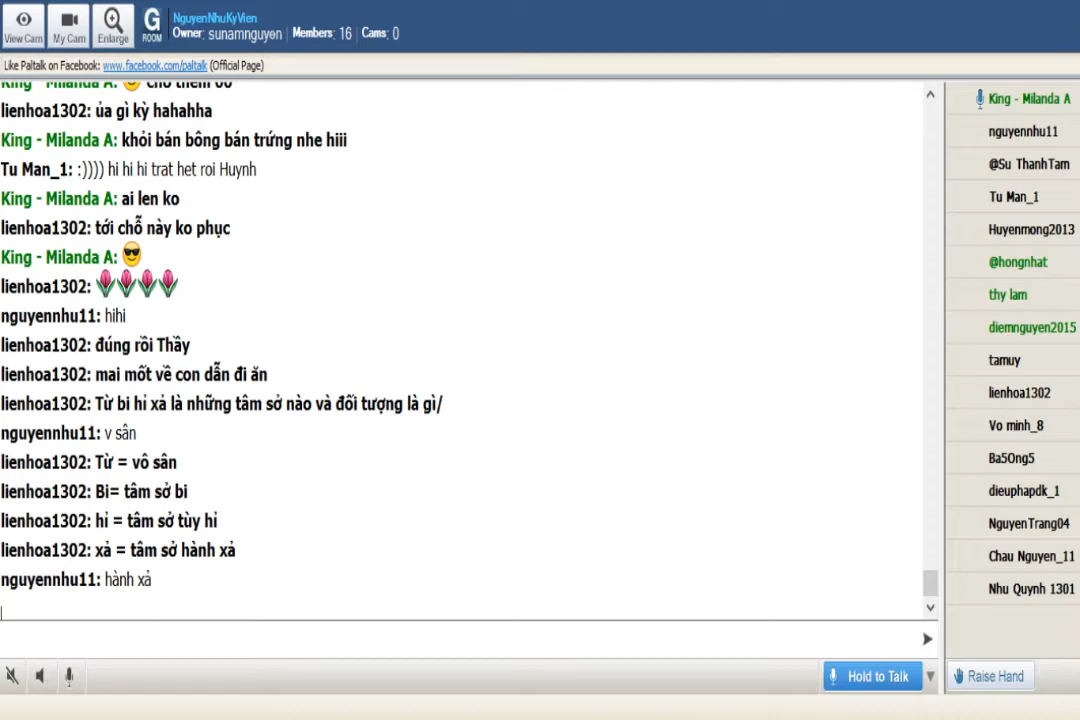 View Cam
My Cam
Enlarge
G
ROOM
NguyenNhuKyVien
Owner: sunamnguyen | Members: 16 | Cams: 0
Like Paltalk on Facebook: www.facebook.com/paltalk (Official Page)
King - Milanda A: cho them oo
lienhoa1302: ủa gì kỳ hahahha
King - Milanda A: khỏi bán bông bán trứng nhe hiii
Tu Man_1: :)))) hi hi hi trat het roi Huynh
King - Milanda A: ai len ko
lienhoa1302: tới chỗ này ko phục
King - Milanda A: 😎
lienhoa1302: 🌷🌷🌷🌷
nguyennhu11: hihi
lienhoa1302: đúng rồi Thầy
lienhoa1302: mai mốt về con dẫn đi ăn
lienhoa1302: Từ bi hỉ xả là những tâm sở nào và đối tượng là gì/
nguyennhu11: v sân
lienhoa1302: Từ = vô sân
lienhoa1302: Bi= tâm sở bi
lienhoa1302: hỉ = tâm sở tùy hỉ
lienhoa1302: xả = tâm sở hành xả
nguyennhu11: hành xả
King - Milanda A
nguyennhu11
@Su ThanhTam
Tu Man_1
Huyenmong2013
@hongnhat
thy lam
diemnguyen2015
tamuy
lienhoa1302
Vo minh_8
Ba5Ong5
dieuphapdk_1
NguyenTrang04
Chau Nguyen_11
Nhu Quynh 1301
Hold to Talk
Raise Hand